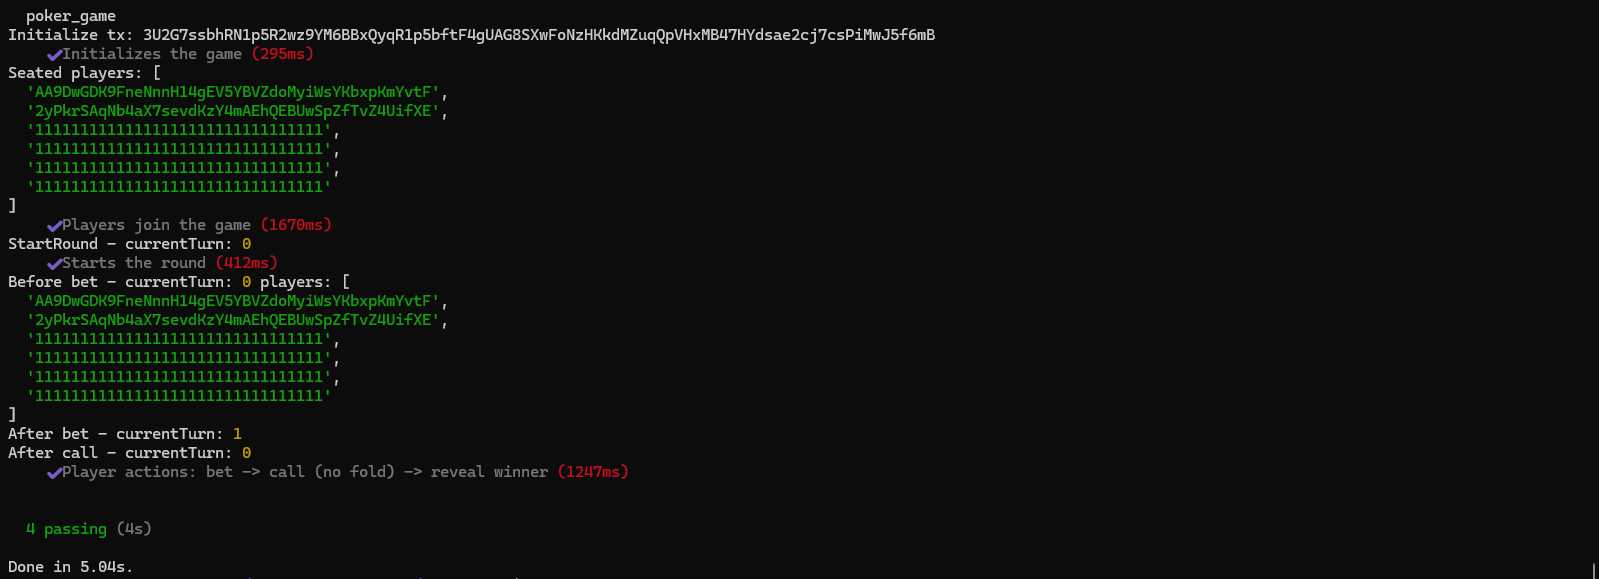 poker_game
Initialize tx: 3U2G7ssbhRN1p5R2wz9YM6BBxQyqR1p5bftF4gUAG8SXwFoNzHKkdMZuqQpVHxMB47HYdsae2cj7csPiMwJ5f6mB
✔Initializes the game (295ms)
Seated players: [
'AA9DwGDK9FneNnnH14gEV5YBVZdoMyiWsYKbxpKmYvtF',
'2yPkrSAqNb4aX7sevdKzY4mAEhQEBUwSpZfTvZ4UifXE',
'11111111111111111111111111111111',
'11111111111111111111111111111111',
'11111111111111111111111111111111',
'11111111111111111111111111111111'
]
✔Players join the game (1670ms)
StartRound - currentTurn: 0
✔Starts the round (412ms)
Before bet - currentTurn: 0 players: [
'AA9DwGDK9FneNnnH14gEV5YBVZdoMyiWsYKbxpKmYvtF',
'2yPkrSAqNb4aX7sevdKzY4mAEhQEBUwSpZfTvZ4UifXE',
'11111111111111111111111111111111',
'11111111111111111111111111111111',
'11111111111111111111111111111111',
'11111111111111111111111111111111'
]
After bet - currentTurn: 1
After call - currentTurn: 0
✔Player actions: bet -> call (no fold) -> reveal winner (1247ms)
4 passing (4s)
Done in 5.04s.